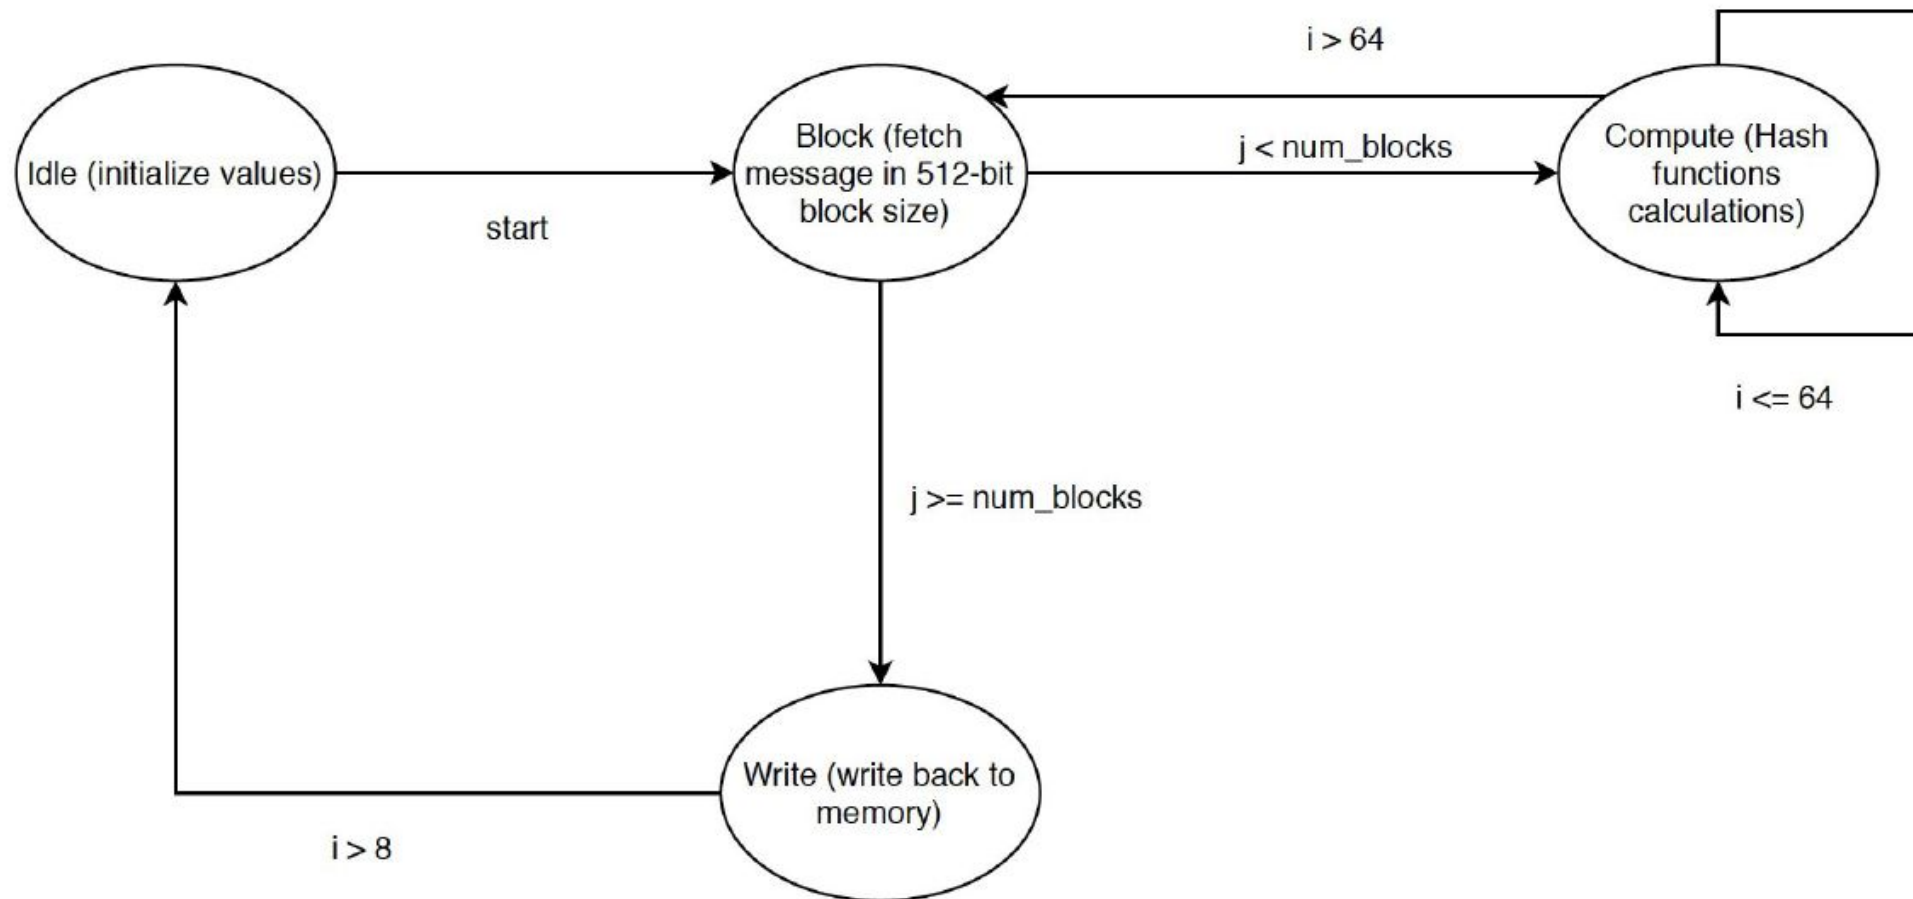 i > 64
Idle (initialize values)
start
Block (fetch
message in 512-bit
block size)
j < num_blocks
Compute (Hash
functions
calculations)
i <= 64
j >= num_blocks
Write (write back to
memory)
i > 8